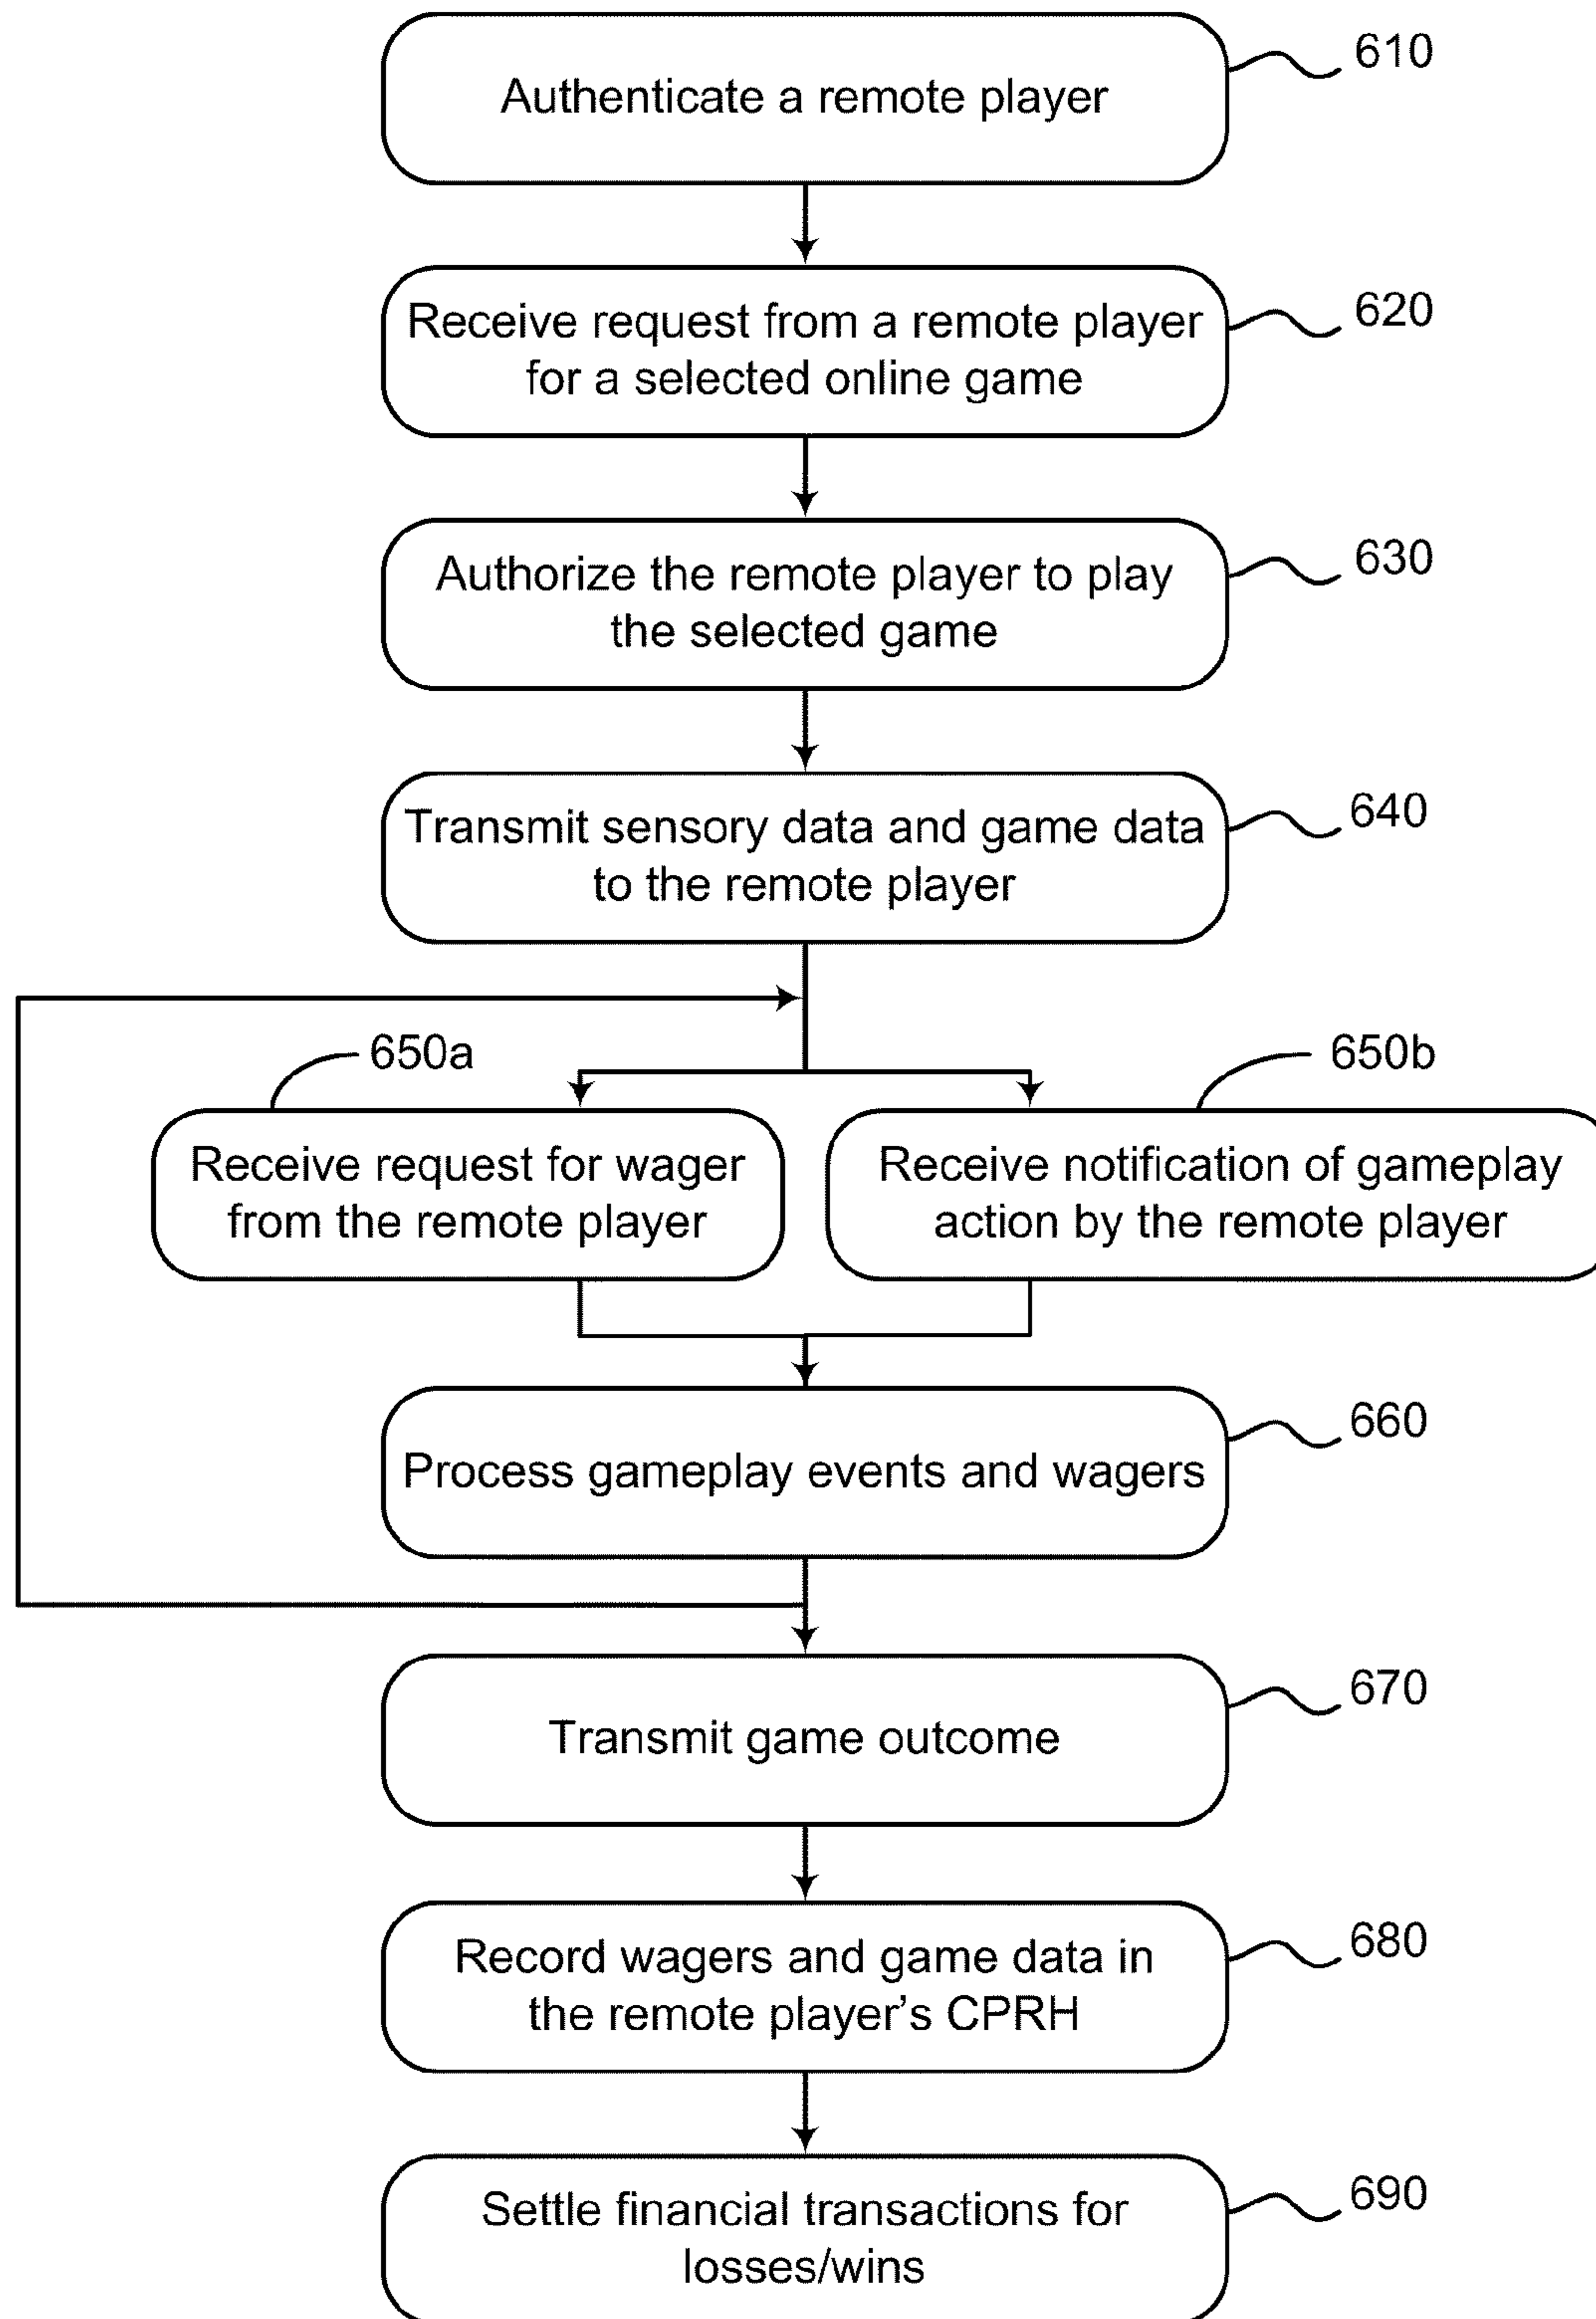 Authenticate a remote player
610
Receive request from a remote player
for a selected online game
620
Authorize the remote player to play
the selected game
630
Transmit sensory data and game data
to the remote player
640
650a
650b
Receive request for wager
from the remote player
Receive notification of gameplay
action by the remote player
Process gameplay events and wagers
660
Transmit game outcome
670
Record wagers and game data in
the remote player's CPRH
680
Settle financial transactions for
losses/wins
690